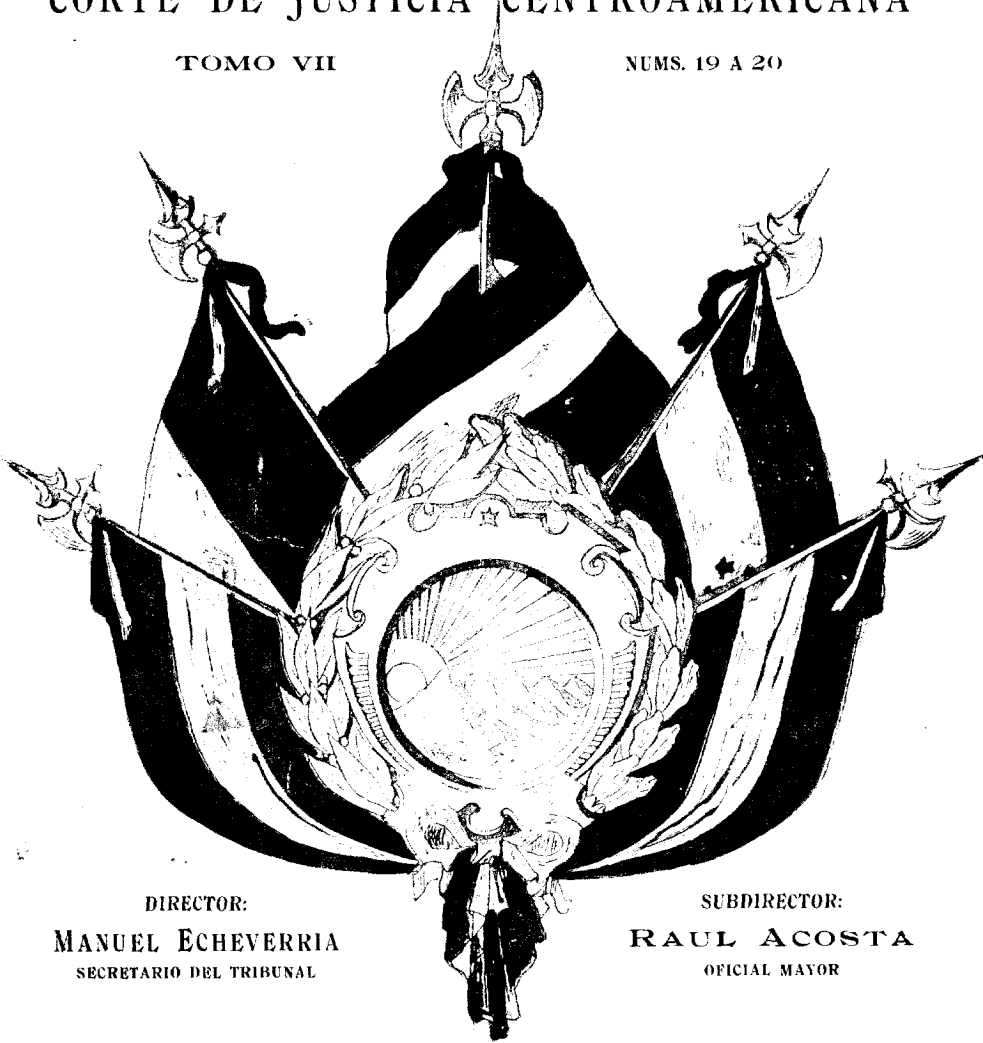 CORTE DE JUSTICIA CENTROAMERICANA
TOMO VII
NUMS. 19 A 20
DIRECTOR:
MANUEL ECHEVERRIA
SECRETARIO DEL TRIBUNAL
SUBDIRECTOR:
RAUL ACOSTA
OFICIAL MAYOR